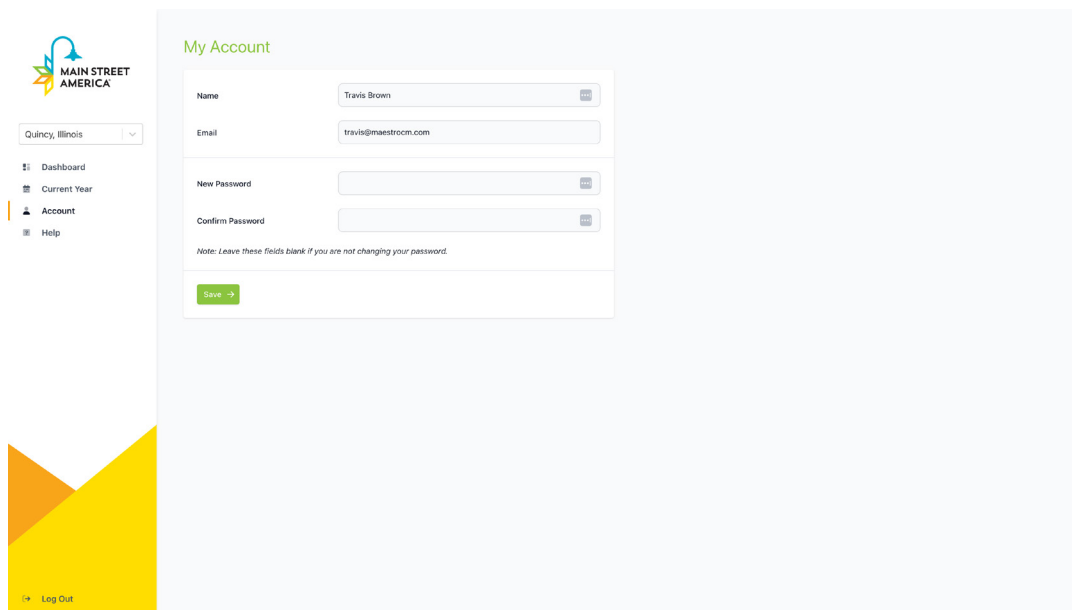 MAIN STREET
AMERICA
Quincy, Illinois
Dashboard
Current Year
Account
Help
Log Out
My Account
Name
Travis Brown
Email
travis@maestrocm.com
New Password
Confirm Password
Note: Leave these fields blank if you are not changing your password.
Save